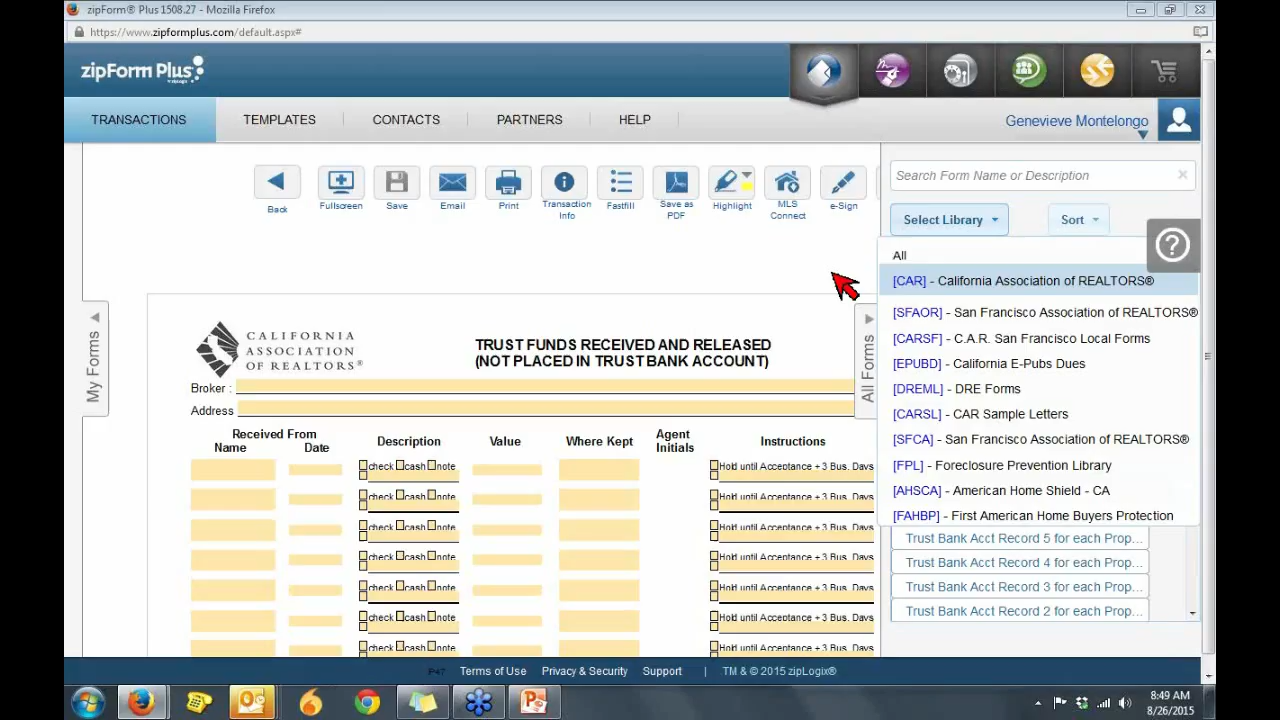 zipForm® Plus 1508.27 - Mozilla Firefox
https://www.zipformplus.com/default.aspx#
zipForm Plus
by zipLogix
TRANSACTIONS
TEMPLATES
CONTACTS
PARTNERS
HELP
Genevieve Montelongo
Back
Fullscreen
Save
Email
Print
Transaction
Info
Fastfill
Save as
PDF
Highlight
MLS
Connect
e-Sign
Search Form Name or Description
Select Library
Sort
All
[CAR] - California Association of REALTORS®
[SFAOR] - San Francisco Association of REALTORS®
[CARSF] - C.A.R. San Francisco Local Forms
[EPUBD] - California E-Pubs Dues
[DREML] - DRE Forms
[CARSL] - CAR Sample Letters
[SFCA] - San Francisco Association of REALTORS®
[FPL] - Foreclosure Prevention Library
[AHSCA] - American Home Shield - CA
[FAHBP] - First American Home Buyers Protection
Trust Bank Acct Record 5 for each Prop...
Trust Bank Acct Record 4 for each Prop...
Trust Bank Acct Record 3 for each Prop...
Trust Bank Acct Record 2 for each Prop...
My Forms
All Forms
CALIFORNIA
ASSOCIATION
OF REALTORS®
TRUST FUNDS RECEIVED AND RELEASED
(NOT PLACED IN TRUST BANK ACCOUNT)
Broker :
Address
Received From
Name Date Description Value Where Kept Agent Initials Instructions
check cash note Hold until Acceptance + 3 Bus. Days
check cash note Hold until Acceptance + 3 Bus. Days
check cash note Hold until Acceptance + 3 Bus. Days
check cash note Hold until Acceptance + 3 Bus. Days
check cash note Hold until Acceptance + 3 Bus. Days
check cash note Hold until Acceptance + 3 Bus. Days
check cash note Hold until Acceptance + 3 Bus. Days
P47 Terms of Use Privacy & Security Support | TM & © 2015 zipLogix®
8:49 AM
8/26/2015